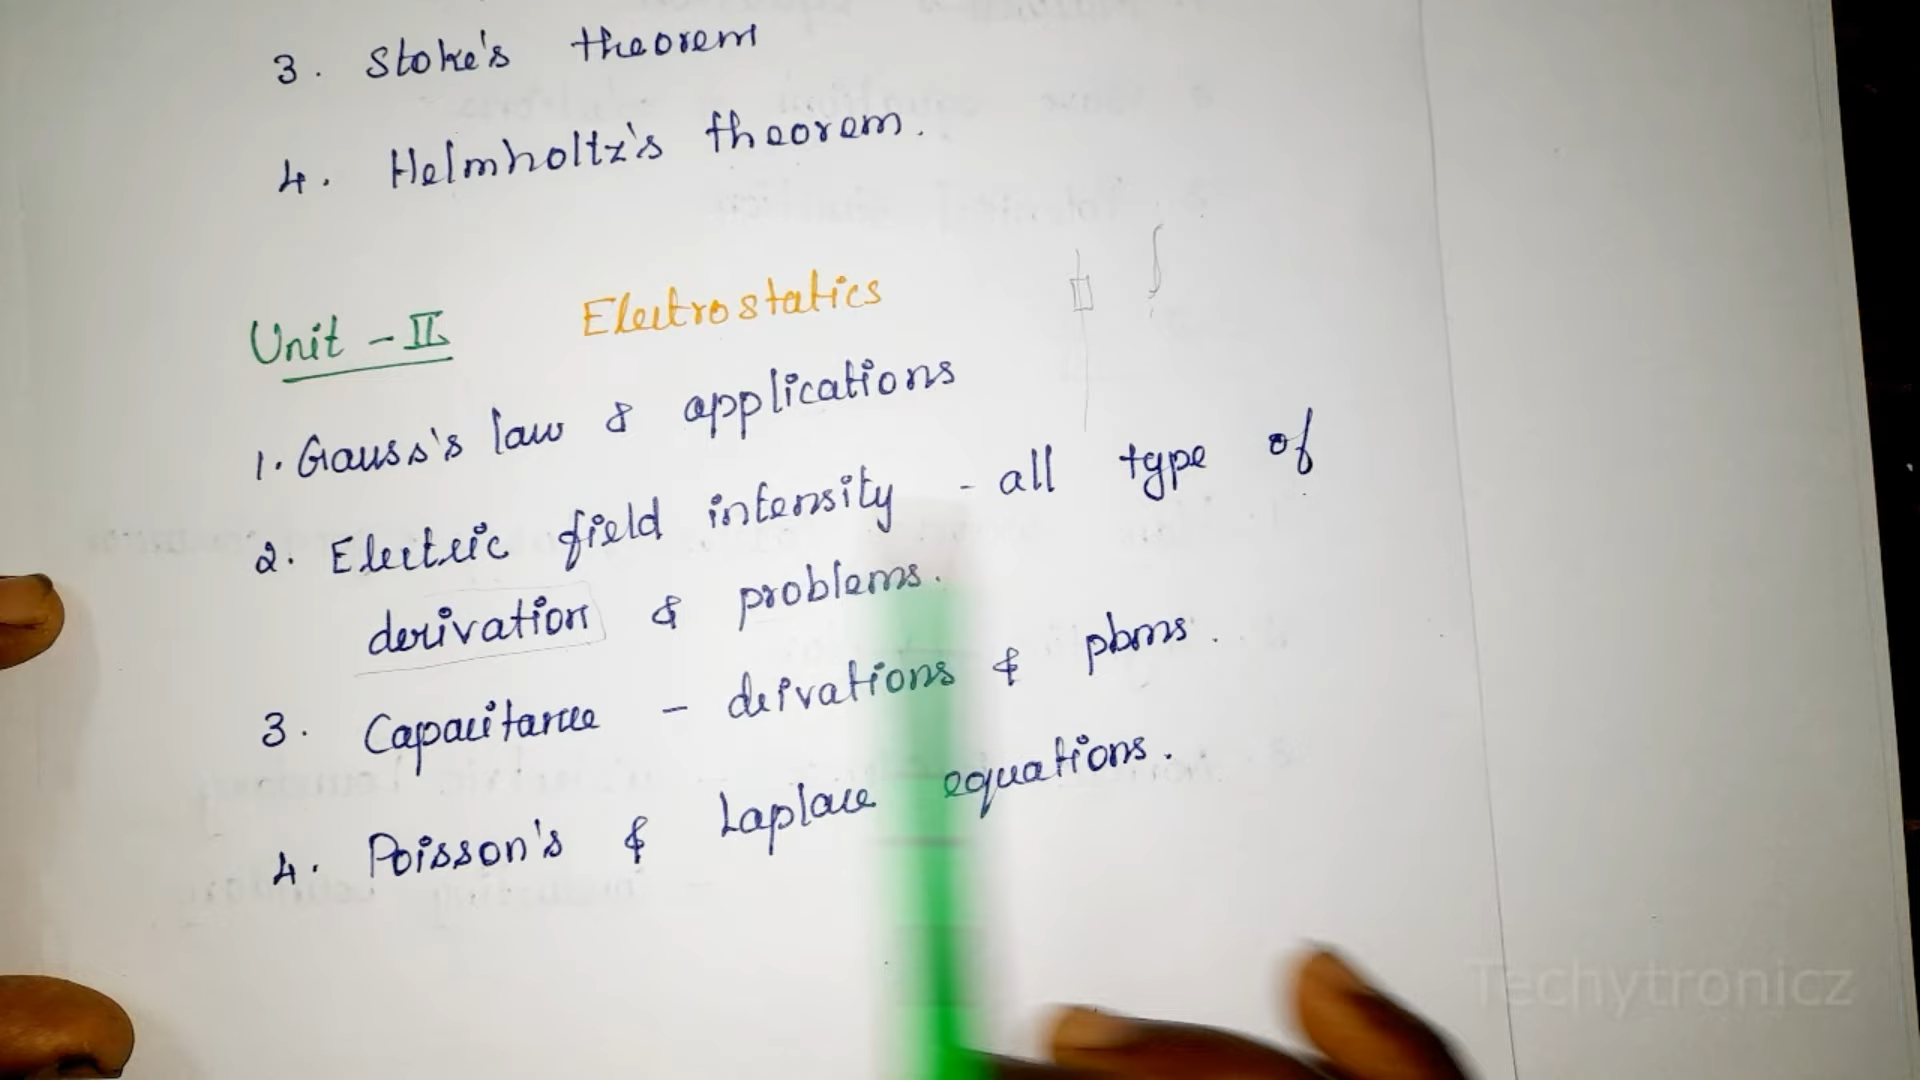 3. Stoke's theorem
4. Helmholtz's theorem.
Unit - II Electrostatics
1. Gauss's law & applications
2. Electric field intensity - all type of
derivation & problems.
3. Capacitance - deivations & pbms.
4. Poisson's & Laplace equations.
Techytronicz